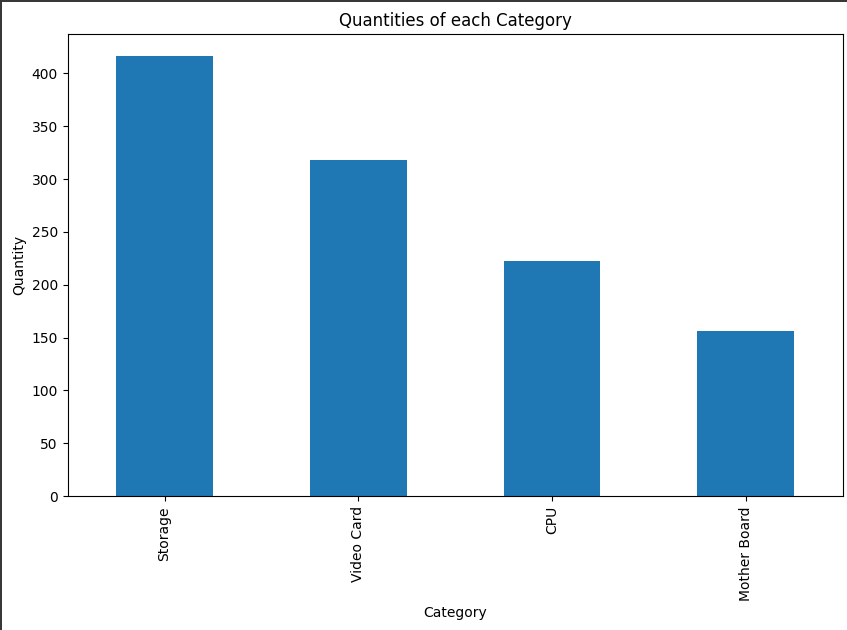 Quantities of each Category
Quantity
400
350
300
250
200
150
100
50
0
Storage
Video Card
CPU
Mother Board
Category